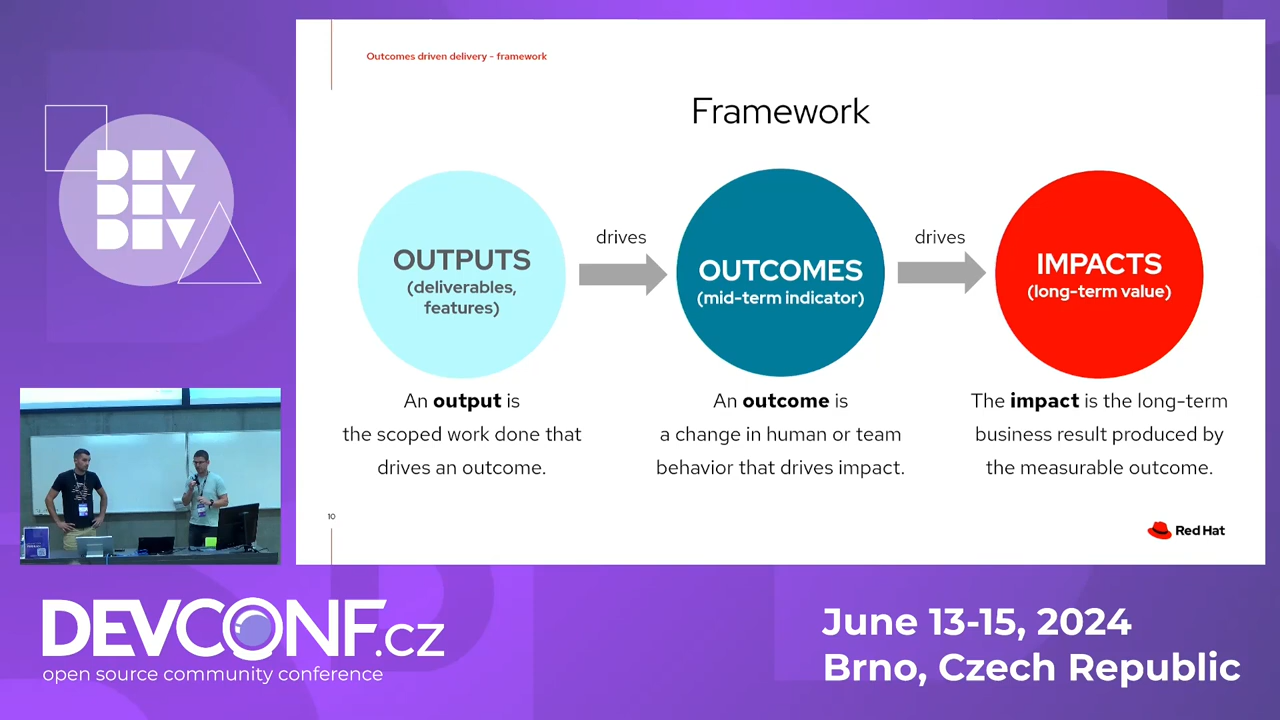 DEV
DEV
DEV
Outcomes driven delivery - framework
Framework
OUTPUTS
(deliverables,
features)
drives
OUTCOMES
(mid-term indicator)
drives
IMPACTS
(long-term value)
An output is
the scoped work done that
drives an outcome.
An outcome is
a change in human or team
behavior that drives impact.
The impact is the long-term
business result produced by
the measurable outcome.
10
Red Hat
DEVCONF.cz
open source community conference
June 13-15, 2024
Brno, Czech Republic